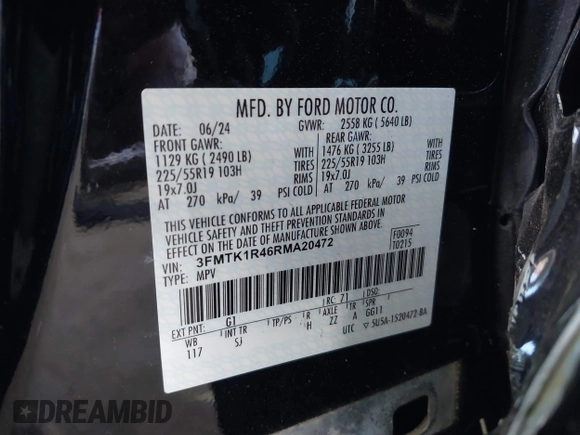 MFD. BY FORD MOTOR CO.
DATE: 06/24 GVWR: 2558 KG ( 5640 LB)
FRONT GAWR: REAR GAWR:
1129 KG ( 2490 LB) WITH 1476 KG ( 3255 LB) WITH
225/55R19 103H TIRES 225/55R19 103H TIRES
19x7.0J RIMS 19x7.0J RIMS
AT 270 kPa/ 39 PSI COLD AT 270 kPa/ 39 PSI COLD
THIS VEHICLE CONFORMS TO ALL APPLICABLE FEDERAL MOTOR
VEHICLE SAFETY AND THEFT PREVENTION STANDARDS IN
EFFECT ON THE DATE OF MANUFACTURE SHOWN ABOVE.
VIN: 3FMTK1R46RMA20472 F0094
TYPE: MPV T0215
EXT PNT: G1 RC: 71 DSO:
WB INT TR TP/PS R AXLE TR SPR
117 SJ H ZZ A GG11
UTC ▽ 5U5A-1520472-BA
DREAMBID